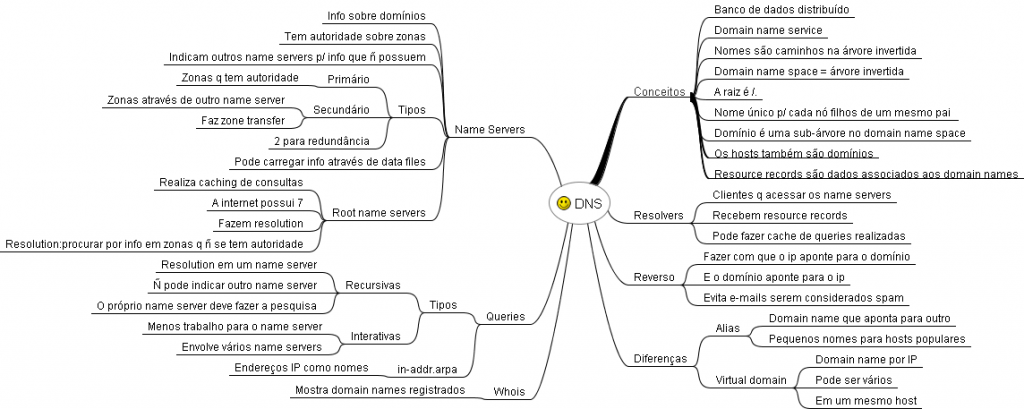 DNS
Conceitos
Banco de dados distribuído
Domain name service
Nomes são caminhos na árvore invertida
Domain name space = árvore invertida
A raiz é /.
Nome único p/ cada nó filhos de um mesmo pai
Domínio é uma sub-árvore no domain name space
Os hosts também são domínios
Resource records são dados associados aos domain names
Resolvers
Clientes q acessar os name servers
Recebem resource records
Pode fazer cache de queries realizadas
Reverso
Fazer com que o ip aponte para o domínio
E o domínio aponte para o ip
Evita e-mails serem considerados spam
Diferenças
Alias
Domain name que aponta para outro
Pequenos nomes para hosts populares
Virtual domain
Domain name por IP
Pode ser vários
Em um mesmo host
Name Servers
Info sobre domínios
Tem autoridade sobre zonas
Indicam outros name servers p/ info que ñ possuem
Tipos
Primário
Zonas q tem autoridade
Secundário
Zonas através de outro name server
Faz zone transfer
2 para redundância
Pode carregar info através de data files
Root name servers
Realiza caching de consultas
A internet possui 7
Fazem resolution
Resolution:procurar por info em zonas q ñ se tem autoridade
Queries
Tipos
Recursivas
Resolution em um name server
Ñ pode indicar outro name server
O próprio name server deve fazer a pesquisa
Interativas
Menos trabalho para o name server
Envolve vários name servers
in-addr.arpa
Endereços IP como nomes
Whois
Mostra domain names registrados